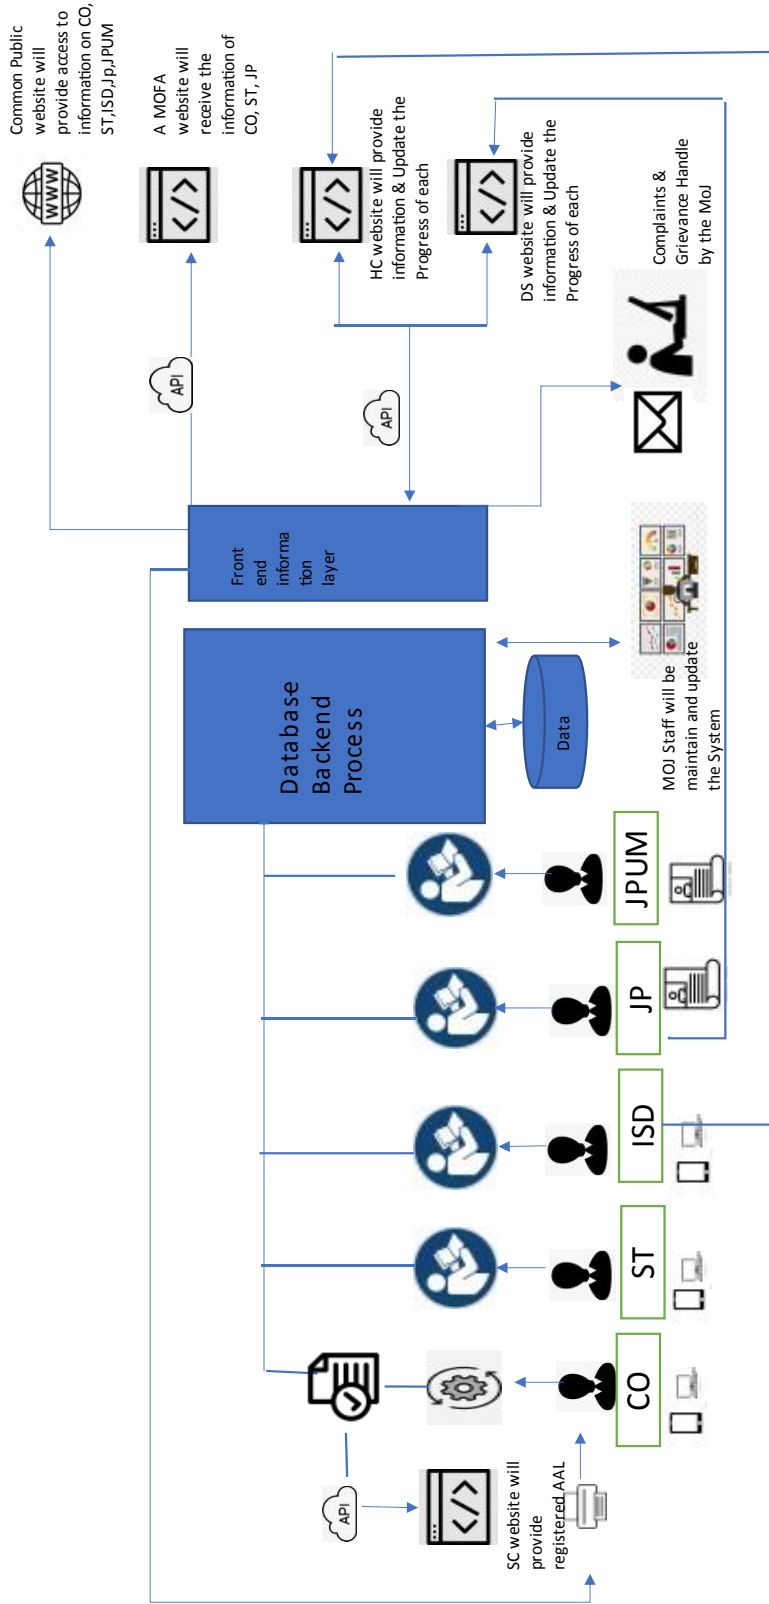 Common Public
website will
provide access to
information on CO,
ST,ISD,Jp,JPUM
WWW
A MOFA
website will
receive the
information of
CO, ST, JP
API
HC website will provide
information & Update the
Progress of each
DS website will provide
information & Update the
Progress of each
API
Complaints &
Grievance Handle
by the MoJ
Front
end
informa
tion
layer
Database
Backend
Process
Data
MOJ Staff will be
maintain and update
the System
JPUM
JP
ISD
ST
CO
API
SC website will
provide
registered AAL